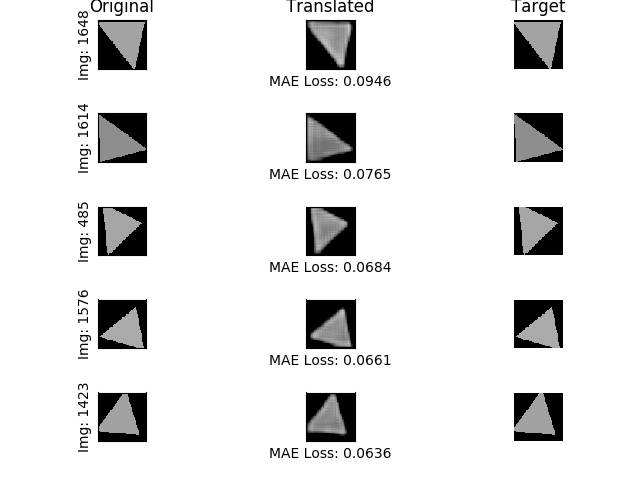 Original Translated Target
Img: 1648
MAE Loss: 0.0946
Img: 1614
MAE Loss: 0.0765
Img: 485
MAE Loss: 0.0684
Img: 1576
MAE Loss: 0.0661
Img: 1423
MAE Loss: 0.0636